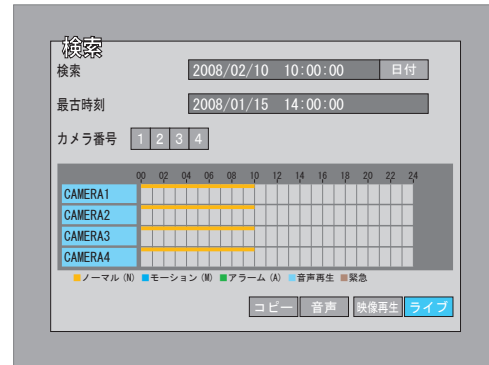 検索
検索 2008/02/10 10:00:00 日付
最古時刻 2008/01/15 14:00:00
カメラ番号 1 2 3 4
00 02 04 06 08 10 12 14 16 18 20 22 24
CAMERA1
CAMERA2
CAMERA3
CAMERA4
ノーマル (N) モーション (M) アラーム (A) 音声再生 緊急
コピー 音声 映像再生 ライブ